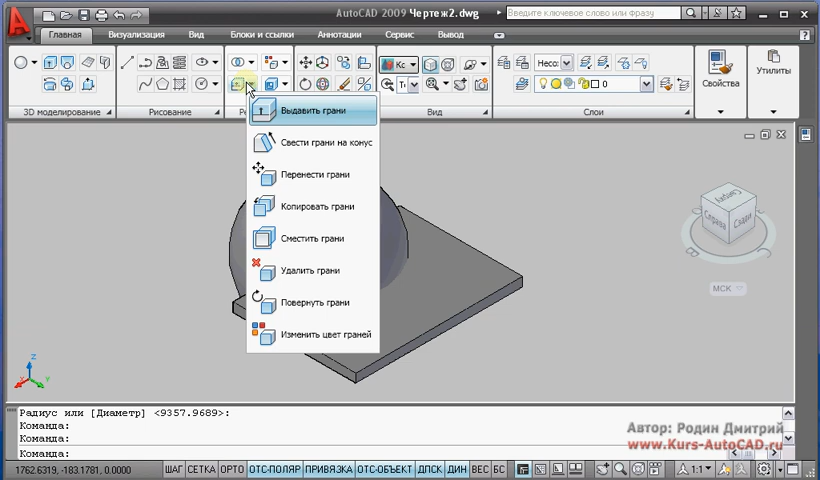 AutoCAD 2009 Чертеж2.dwg
Введите ключевое слово или фразу
Главная
Визуализация
Вид
Блоки и ссылки
Аннотации
Сервис
Вывод
Несо:
0
Свойства
Утилиты
3D моделирование
Рисование
Вид
Слои
Выдавить грани
Свести грани на конус
Перенести грани
Копировать грани
Сместить грани
Удалить грани
Повернуть грани
Изменить цвет граней
Справа
Сзади
МСК
Z
X
Y
Радиус или [Диаметр] <9357.9689>:
Команда:
Команда:
Команда:
Автор: Родин Дмитрий
www.Kurs-AutoCAD.ru
1762.6319, -183.1781, 0.0000
ШАГ СЕТКА ОРТО ОТС-ПОЛЯР ПРИВЯЗКА ОТС-ОБЪЕКТ ДПСК ДИН ВЕС БС
1:1